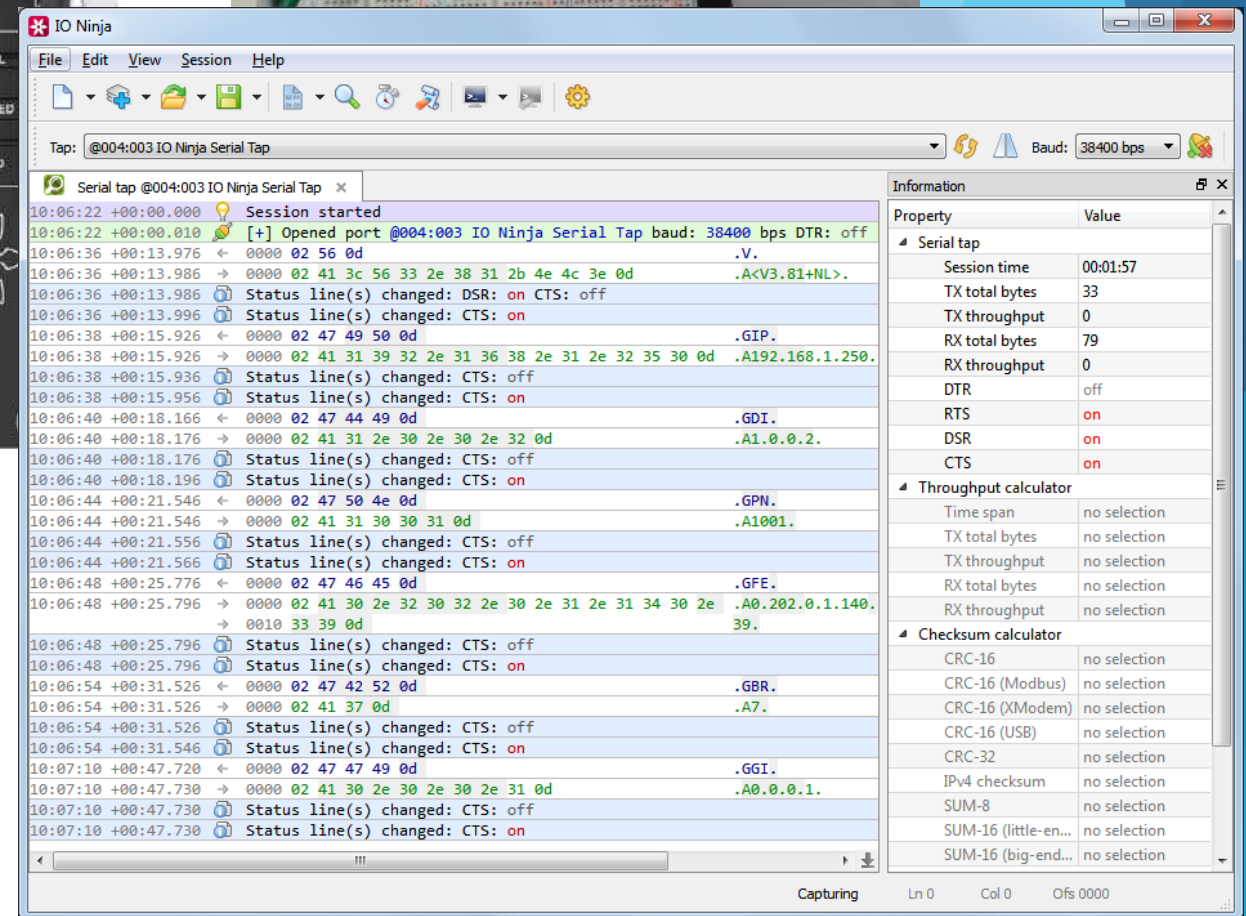 IO Ninja
File Edit View Session Help
Tap: @004:003 IO Ninja Serial Tap Baud: 38400 bps
Serial tap @004:003 IO Ninja Serial Tap
10:06:22 +00:00.000 Session started
10:06:22 +00:00.010 [+] Opened port @004:003 IO Ninja Serial Tap baud: 38400 bps DTR: off
10:06:36 +00:13.976 ← 0000 02 56 0d .V.
10:06:36 +00:13.986 → 0000 02 41 3c 56 33 2e 38 31 2b 4e 4c 3e 0d .A<V3.81+NL>.
10:06:36 +00:13.986 Status line(s) changed: DSR: on CTS: off
10:06:36 +00:13.996 Status line(s) changed: CTS: on
10:06:38 +00:15.926 ← 0000 02 47 49 50 0d .GIP.
10:06:38 +00:15.926 → 0000 02 41 31 39 32 2e 31 36 38 2e 31 2e 32 35 30 0d .A192.168.1.250.
10:06:38 +00:15.936 Status line(s) changed: CTS: off
10:06:38 +00:15.956 Status line(s) changed: CTS: on
10:06:40 +00:18.166 ← 0000 02 47 44 49 0d .GDI.
10:06:40 +00:18.176 → 0000 02 41 31 2e 30 2e 30 2e 32 0d .A1.0.0.2.
10:06:40 +00:18.176 Status line(s) changed: CTS: off
10:06:40 +00:18.196 Status line(s) changed: CTS: on
10:06:44 +00:21.546 ← 0000 02 47 50 4e 0d .GPN.
10:06:44 +00:21.546 → 0000 02 41 31 30 30 31 0d .A1001.
10:06:44 +00:21.556 Status line(s) changed: CTS: off
10:06:44 +00:21.566 Status line(s) changed: CTS: on
10:06:48 +00:25.776 ← 0000 02 47 46 45 0d .GFE.
10:06:48 +00:25.796 → 0000 02 41 30 2e 32 30 32 2e 30 2e 31 2e 31 34 30 2e .A0.202.0.1.140.
→ 0010 33 39 0d 39.
10:06:48 +00:25.796 Status line(s) changed: CTS: off
10:06:48 +00:25.796 Status line(s) changed: CTS: on
10:06:54 +00:31.526 ← 0000 02 47 42 52 0d .GBR.
10:06:54 +00:31.526 → 0000 02 41 37 0d .A7.
10:06:54 +00:31.526 Status line(s) changed: CTS: off
10:06:54 +00:31.546 Status line(s) changed: CTS: on
10:07:10 +00:47.720 ← 0000 02 47 47 49 0d .GGI.
10:07:10 +00:47.730 → 0000 02 41 30 2e 30 2e 30 2e 31 0d .A0.0.0.1.
10:07:10 +00:47.730 Status line(s) changed: CTS: off
10:07:10 +00:47.730 Status line(s) changed: CTS: on
Information
Property Value
Serial tap
Session time 00:01:57
TX total bytes 33
TX throughput 0
RX total bytes 79
RX throughput 0
DTR off
RTS on
DSR on
CTS on
Throughput calculator
Time span no selection
TX total bytes no selection
TX throughput no selection
RX total bytes no selection
RX throughput no selection
Checksum calculator
CRC-16 no selection
CRC-16 (Modbus) no selection
CRC-16 (XModem) no selection
CRC-16 (USB) no selection
CRC-32 no selection
IPv4 checksum no selection
SUM-8 no selection
SUM-16 (little-en... no selection
SUM-16 (big-end... no selection
Capturing Ln 0 Col 0 Ofs 0000